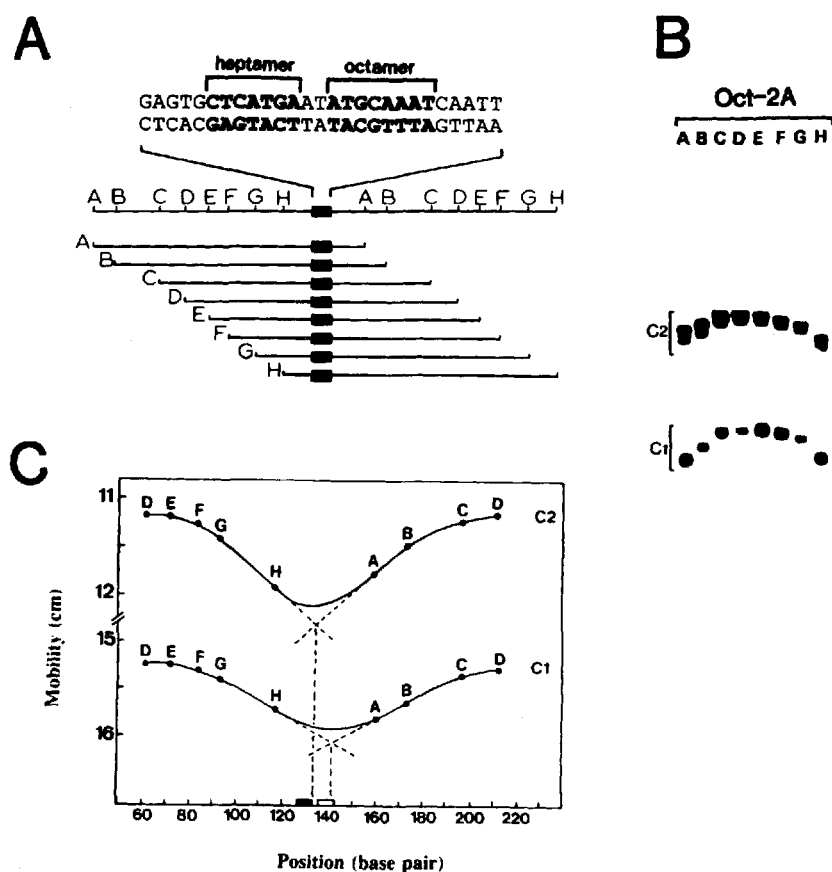 A
heptamer octamer
GAGTGCTCATGAATATGCAAATCAATT
CTCACGAGTACTTATACGTTTAGTTAA
A B C D E F G H A B C D E F G H
A
B
C
D
E
F
G
H
B
Oct-2A
A B C D E F G H
C2
C1
C
Mobility (cm)
11
12
15
16
D E F G H A B C D C2
D E F G H A B C D C1
60 80 100 120 140 160 180 200 220
Position (base pair)